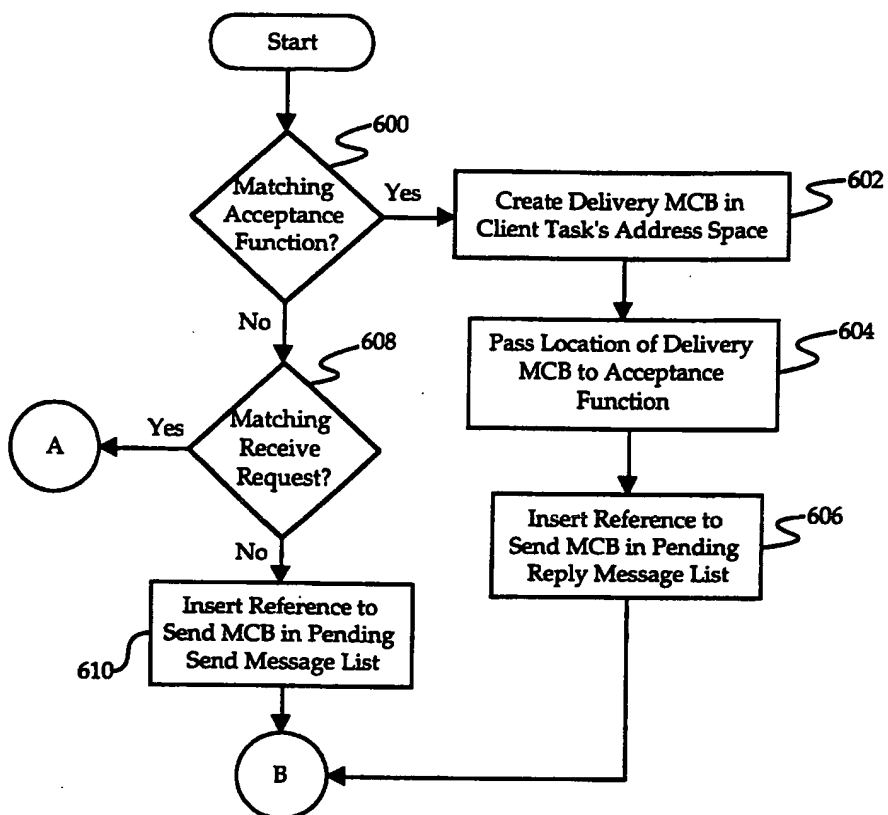 Start
600
Matching
Acceptance
Function?
Yes
Create Delivery MCB in
Client Task's Address Space
602
No
Pass Location of Delivery
MCB to Acceptance
Function
604
608
Matching
Receive
Request?
Yes
A
Insert Reference to
Send MCB in Pending
Reply Message List
606
No
Insert Reference to
Send MCB in Pending
Send Message List
610
B